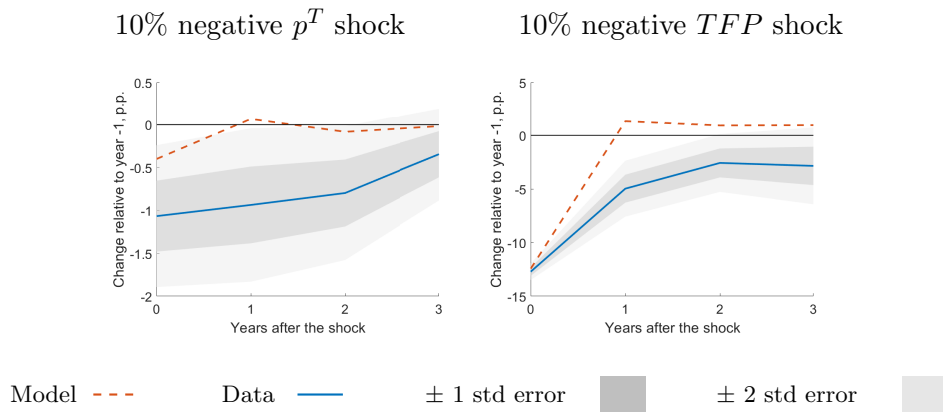 10% negative p^T shock
10% negative TFP shock
Change relative to year -1, p.p.
0.5
0
-0.5
-1
-1.5
-2
0 1 2 3
Years after the shock
Change relative to year -1, p.p.
5
0
-5
-10
-15
0 1 2 3
Years after the shock
Model Data ± 1 std error ± 2 std error